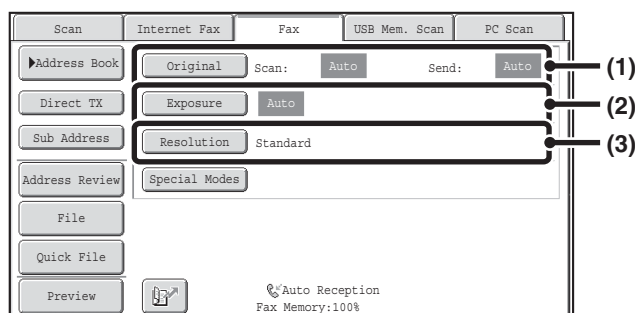 Scan Internet Fax Fax USB Mem. Scan PC Scan
Address Book Original Scan: Auto Send: Auto (1)
Direct TX Exposure Auto (2)
Sub Address Resolution Standard (3)
Address Review Special Modes
File
Quick File
Preview Auto Reception
Fax Memory:100%